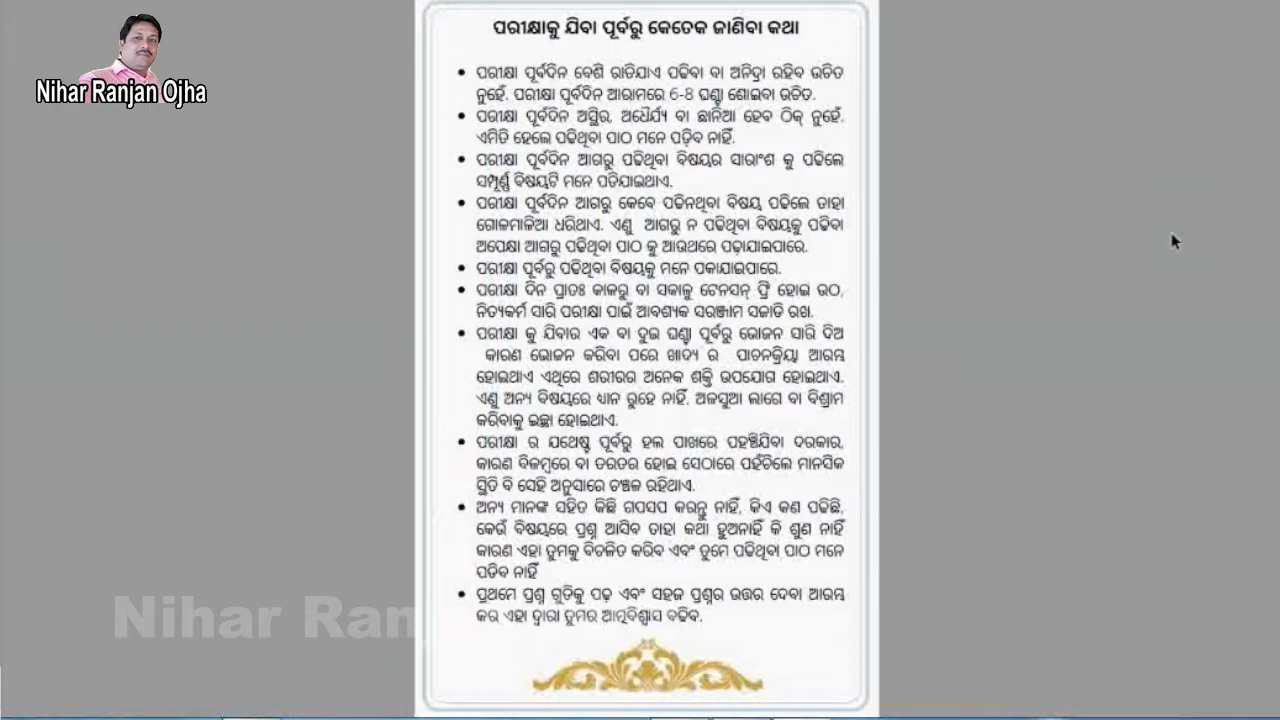 Nihar Ranjan Ojha
ପରୀକ୍ଷାକୁ ଯିବା ପୂର୍ବରୁ କେତେକ ଜାଣିବା କଥା
• ପରୀକ୍ଷା ପୂର୍ବଦିନ ବେଶି ରାତିଯାଏ ପଢିବା ବା ଅନିଦ୍ରା ରହିବ ଉଚିତ
ନୁହେଁ. ପରୀକ୍ଷା ପୂର୍ବଦିନ ଆରାମରେ 6-8 ଘଣ୍ଟା ଶୋଇବା ଉଚିତ.
• ପରୀକ୍ଷା ପୂର୍ବଦିନ ଅସ୍ଥିର, ଅଧୈର୍ଯ୍ୟ ବା ଛାନିଆ ହେବ ଠିକ୍ ନୁହେଁ.
ଏମିତି ହେଲେ ପଢିଥିବା ପାଠ ମନେ ପଡ଼ିବ ନାହିଁ.
• ପରୀକ୍ଷା ପୂର୍ବଦିନ ଆଗରୁ ପଢିଥିବା ବିଷୟର ସାରାଂଶ କୁ ପଢିଲେ
ସମ୍ପୂର୍ଣ୍ଣ ବିଷୟଟି ମନେ ପଡିଯାଇଥାଏ.
• ପରୀକ୍ଷା ପୂର୍ବଦିନ ଆଗରୁ କେବେ ପଢିନଥିବା ବିଷୟ ପଢିଲେ ତାହା
ଗୋଳମାଳିଆ ଧରିଥାଏ. ଏଣୁ ଆଗରୁ ନ ପଢିଥିବା ବିଷୟକୁ ପଢିବା
ଅପେକ୍ଷା ଆଗରୁ ପଢିଥିବା ପାଠ କୁ ଆଉଥରେ ପଢ଼ାଯାଇପାରେ.
• ପରୀକ୍ଷା ପୂର୍ବରୁ ପଢିଥିବା ବିଷୟକୁ ମନେ ପକାଯାଇପାରେ.
• ପରୀକ୍ଷା ଦିନ ପ୍ରାତଃ କାଳରୁ ବା ସକାଳୁ ଟେନସନ୍ ଫ୍ରି ହୋଇ ଉଠ,
ନିତ୍ୟକର୍ମ ସାରି ପରୀକ୍ଷା ପାଇଁ ଆବଶ୍ୟକ ସରଞ୍ଜାମ ସଜାଡି ରଖ.
• ପରୀକ୍ଷା କୁ ଯିବାର ଏକ ବା ଦୁଇ ଘଣ୍ଟା ପୂର୍ବରୁ ଭୋଜନ ସାରି ଦିଅ
କାରଣ ଭୋଜନ କରିବା ପରେ ଖାଦ୍ୟ ର ପାଚନକ୍ରିୟା ଆରମ୍ଭ
ହୋଇଥାଏ ଏଥିରେ ଶରୀରର ଅନେକ ଶକ୍ତି ଉପଯୋଗ ହୋଇଥାଏ.
ଏଣୁ ଅନ୍ୟ ବିଷୟରେ ଧ୍ୟାନ ରୁହେ ନାହିଁ, ଅଳସୁଆ ଲାଗେ ବା ବିଶ୍ରାମ
କରିବାକୁ ଇଚ୍ଛା ହୋଇଥାଏ.
• ପରୀକ୍ଷା ର ଯଥେଷ୍ଟ ପୂର୍ବରୁ ହଲ ପାଖରେ ପହଞ୍ଚିଯିବା ଦରକାର,
କାରଣ ବିଳମ୍ବରେ ବା ତରତର ହୋଇ ସେଠାରେ ପହଁଚିଲେ ମାନସିକ
ସ୍ଥିତି ବି ସେହି ଅନୁସାରେ ଚଞ୍ଚଳ ରହିଥାଏ.
• ଅନ୍ୟ ମାନଙ୍କ ସହିତ କିଛି ଗପସପ କରନ୍ତୁ ନାହିଁ, କିଏ କଣ ପଢିଛି,
କେଉଁ ବିଷୟରେ ପ୍ରଶ୍ନ ଆସିବ ତାହା କଥା ହୁଅନାହିଁ କି ଶୁଣ ନାହିଁ
କାରଣ ଏହା ତୁମକୁ ବିଚଳିତ କରିବ ଏବଂ ତୁମେ ପଢିଥିବା ପାଠ ମନେ
ପଡିବ ନାହିଁ
• ପ୍ରଥମେ ପ୍ରଶ୍ନ ଗୁଡିକୁ ପଢ଼ ଏବଂ ସହଜ ପ୍ରଶ୍ନର ଉତ୍ତର ଦେବା ଆରମ୍ଭ
କର ଏହା ଦ୍ୱାରା ତୁମର ଆତ୍ମବିଶ୍ୱାସ ବଢିବ.
Nihar Ran